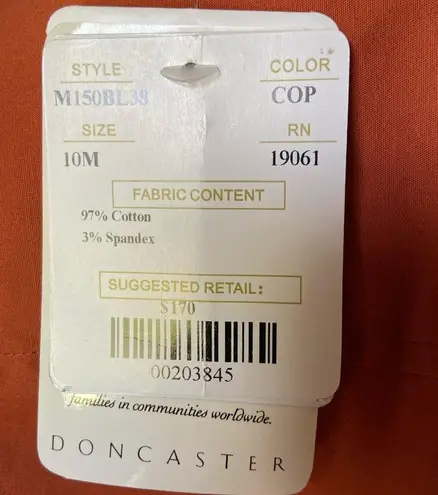 STYLE COLOR
M150BL38 COP
SIZE RN
10M 19061
FABRIC CONTENT
97% Cotton
3% Spandex
SUGGESTED RETAIL:
$170
00203845
families in communities worldwide.
DONCASTER